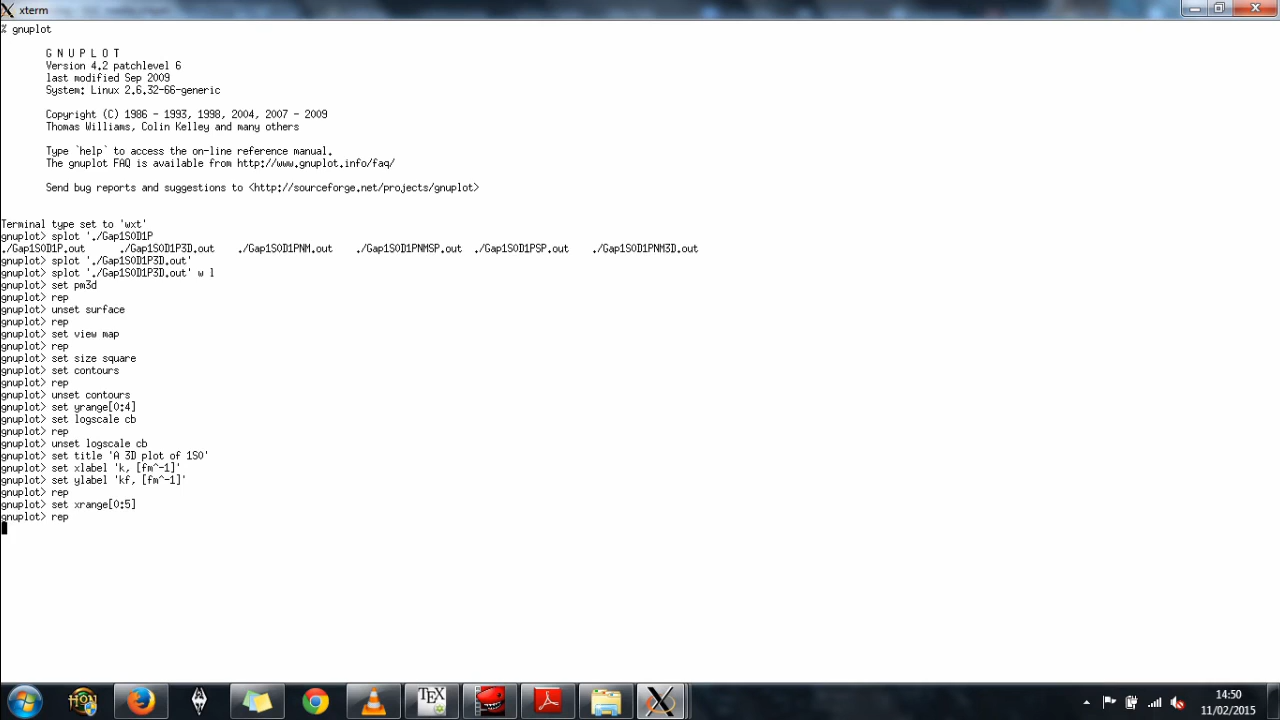 xterm
% gnuplot
G N U P L O T
Version 4.2 patchlevel 6
last modified Sep 2009
System: Linux 2.6.32-66-generic
Copyright (C) 1986 - 1993, 1998, 2004, 2007 - 2009
Thomas Williams, Colin Kelley and many others
Type `help` to access the on-line reference manual.
The gnuplot FAQ is available from http://www.gnuplot.info/faq/
Send bug reports and suggestions to <http://sourceforge.net/projects/gnuplot>
Terminal type set to 'wxt'
gnuplot> splot './Gap1S0D1P
./Gap1S0D1P.out ./Gap1S0D1P3D.out ./Gap1S0D1PNM.out ./Gap1S0D1PNMSP.out ./Gap1S0D1PSP.out ./Gap1S0D1PNM3D.out
gnuplot> splot './Gap1S0D1P3D.out'
gnuplot> splot './Gap1S0D1P3D.out' w l
gnuplot> set pm3d
gnuplot> rep
gnuplot> unset surface
gnuplot> rep
gnuplot> set view map
gnuplot> rep
gnuplot> set size square
gnuplot> set contours
gnuplot> rep
gnuplot> unset contours
gnuplot> set yrange[0:4]
gnuplot> set logscale cb
gnuplot> rep
gnuplot> unset logscale cb
gnuplot> set title 'A 3D plot of 1S0'
gnuplot> set xlabel 'k, [fm^-1]'
gnuplot> set ylabel 'kf, [fm^-1]'
gnuplot> rep
gnuplot> set xrange[0:5]
gnuplot> rep
HON
TEX
14:50
11/02/2015